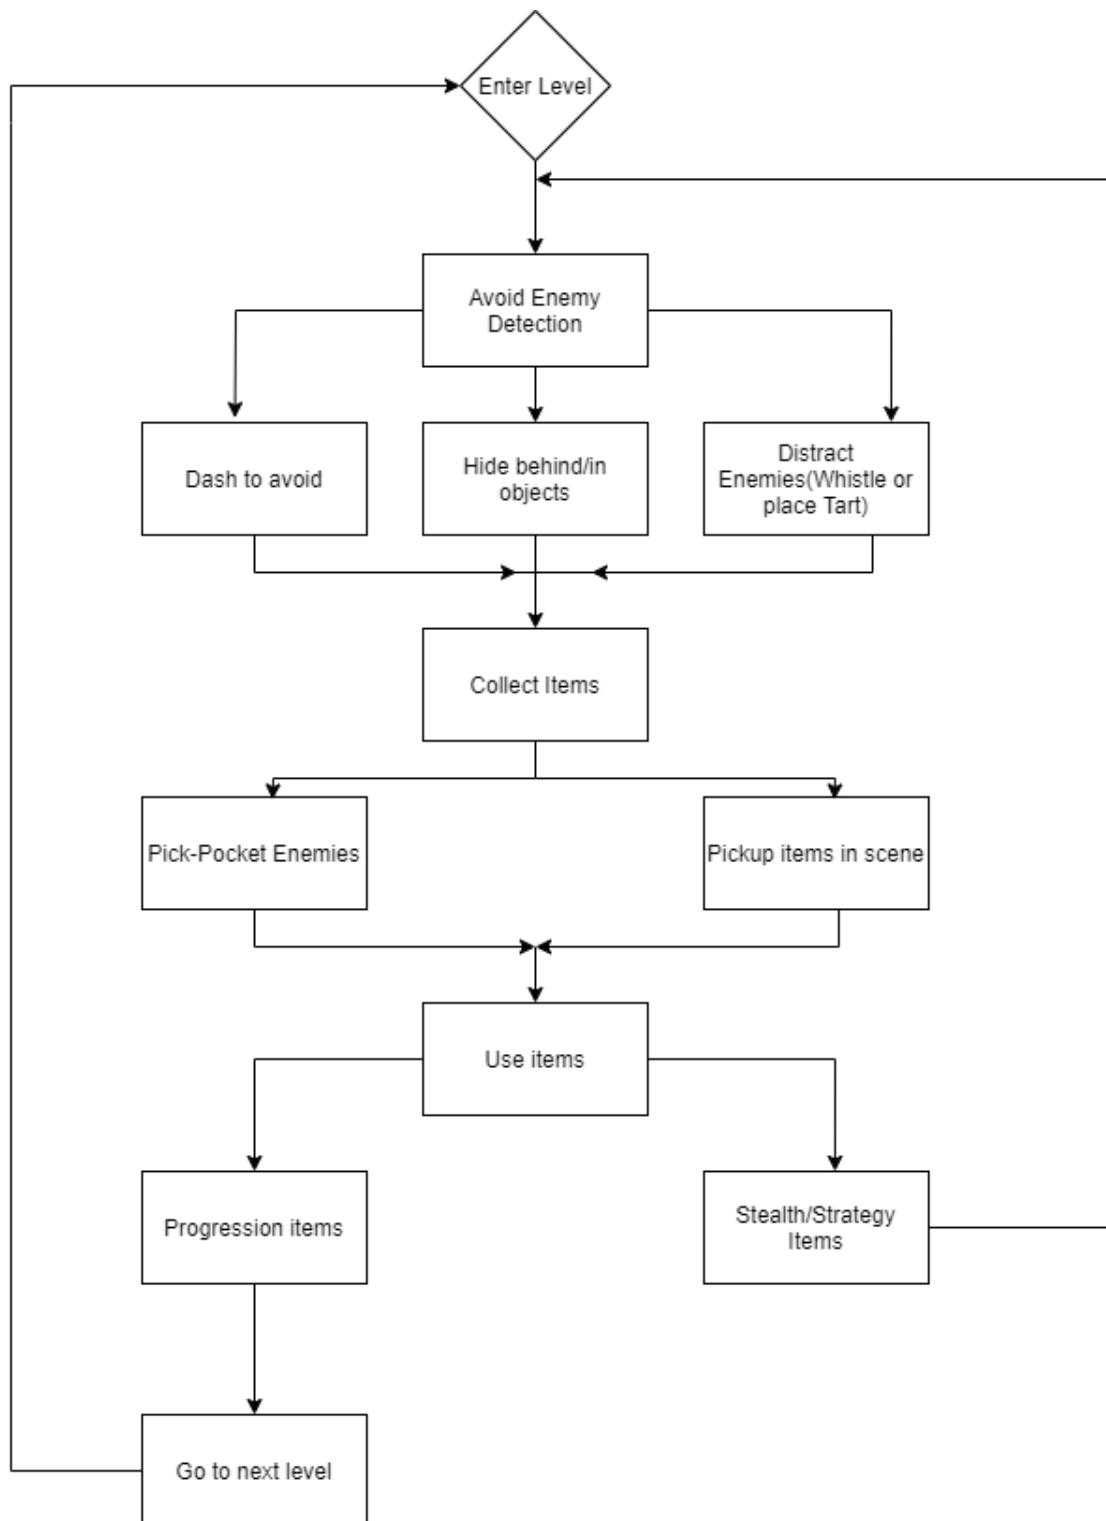 Enter Level
Avoid Enemy
Detection
Dash to avoid
Hide behind/in
objects
Distract
Enemies(Whistle or
place Tart)
Collect Items
Pick-Pocket Enemies
Pickup items in scene
Use items
Progression items
Stealth/Strategy
Items
Go to next level